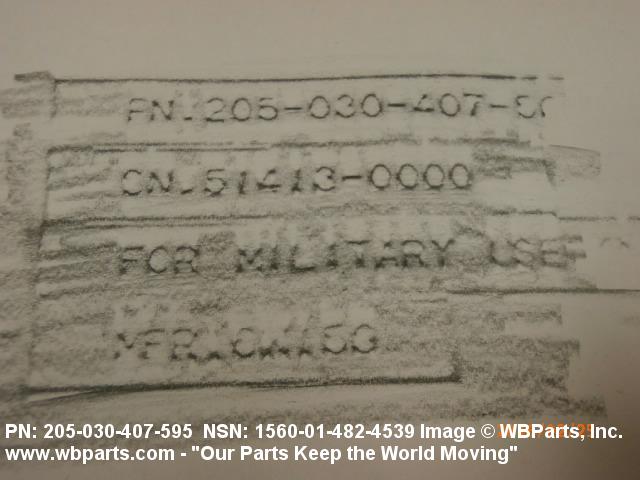 PN. 205-030-407-
CN. 51413-0000
FOR MILITARY USE
MFR.
PN: 205-030-407-595 NSN: 1560-01-482-4539 Image © WBParts, Inc.
www.wbparts.com - "Our Parts Keep the World Moving"